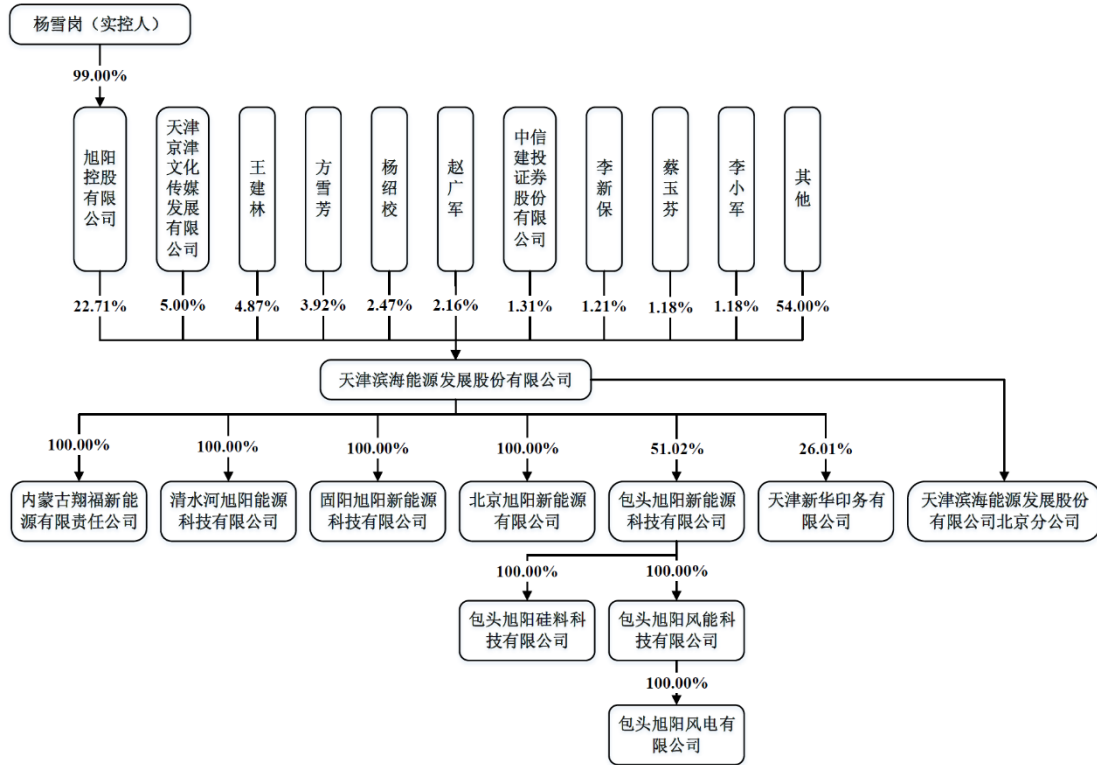 杨雪岗（实控人）
99.00%
旭阳
控股
有限
公司
天津
京津
文化
传媒
发展
有限
公司
王建林
方雪芳
杨绍校
赵广军
中信
建投
证券
股份
有限
公司
李新保
蔡玉芬
李小军
其他
22.71%
5.00%
4.87%
3.92%
2.47%
2.16%
1.31%
1.21%
1.18%
1.18%
54.00%
天津滨海能源发展股份有限公司
100.00%
100.00%
100.00%
100.00%
51.02%
26.01%
内蒙古翔福新能
源有限责任公司
清水河旭阳能源
科技有限公司
固阳旭阳新能源
科技有限公司
北京旭阳新能源
有限公司
包头旭阳新能源
科技有限公司
天津新华印务有
限公司
天津滨海能源发展股份
有限公司北京分公司
100.00%
100.00%
包头旭阳硅料科
技有限公司
包头旭阳风能科
技有限公司
100.00%
包头旭阳风电有
限公司